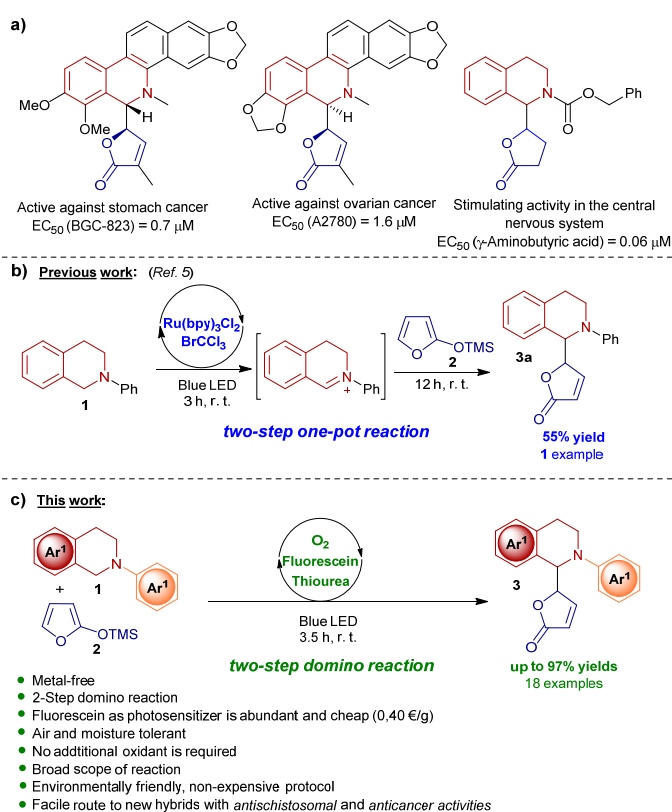 a)
O
O
N
MeO
H
OMe
O
O
Active against stomach cancer
EC50 (BGC-823) = 0.7 μM
O
O
N
O
H
O
O
O
Active against ovarian cancer
EC50 (A2780) = 1.6 μM
N
O
Ph
O
O
O
Stimulating activity in the central
nervous system
EC50 (γ-Aminobutyric acid) = 0.06 μM
b) Previous work: (Ref. 5)
N
Ph
1
Ru(bpy)3Cl2
BrCCl3
Blue LED
3 h, r. t.
N
+
Ph
O
OTMS
2
12 h, r. t.
N
Ph
3a
O
O
two-step one-pot reaction
55% yield
1 example
c) This work:
Ar1
N
1
Ar1
+
O
OTMS
2
O2
Fluorescein
Thiourea
Blue LED
3.5 h, r. t.
two-step domino reaction
Ar1
N
3
Ar1
O
O
up to 97% yields
18 examples
Metal-free
2-Step domino reaction
Fluorescein as photosensitizer is abundant and cheap (0,40 €/g)
Air and moisture tolerant
No addtitional oxidant is required
Broad scope of reaction
Environmentally friendly, non-expensive protocol
Facile route to new hybrids with antischistosomal and anticancer activities